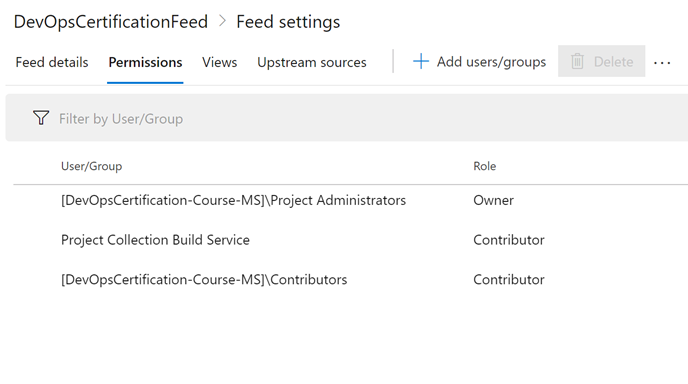 DevOpsCertificationFeed > Feed settings
Feed details Permissions Views Upstream sources + Add users/groups Delete ...
Filter by User/Group
User/Group Role
[DevOpsCertification-Course-MS]\Project Administrators Owner
Project Collection Build Service Contributor
[DevOpsCertification-Course-MS]\Contributors Contributor